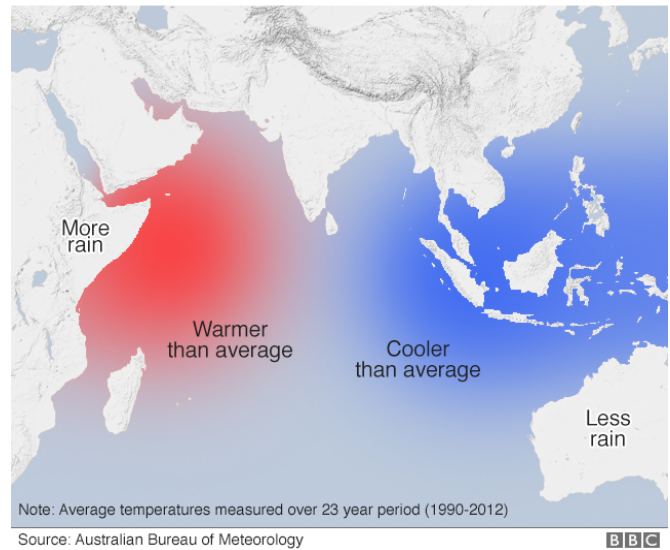 More
rain
Warmer
than average
Cooler
than average
Less
rain
Note: Average temperatures measured over 23 year period (1990-2012)
Source: Australian Bureau of Meteorology
BBC